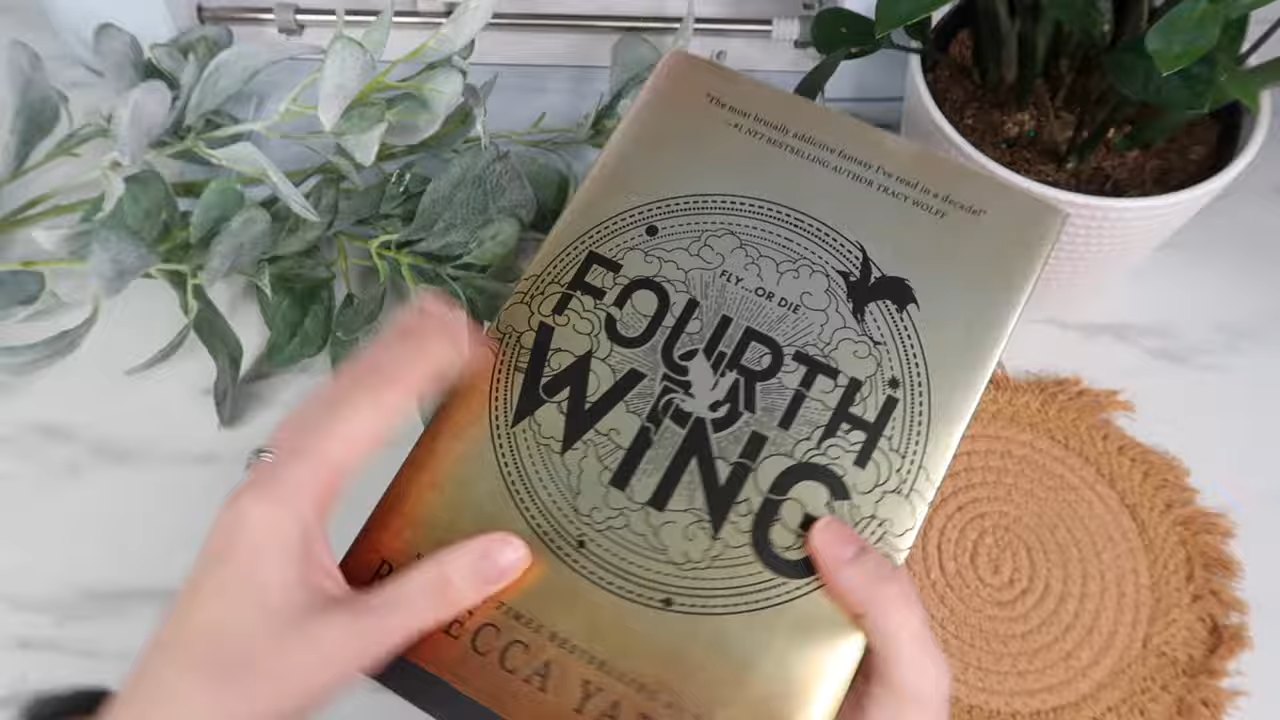 "The most brutally addictive fantasy I've read in a decade!"
—#1 NYT BESTSELLING AUTHOR TRACY WOLFF
FLY...OR DIE
FOURTH
WING
TIMES BESTSELLING
ECCA YA